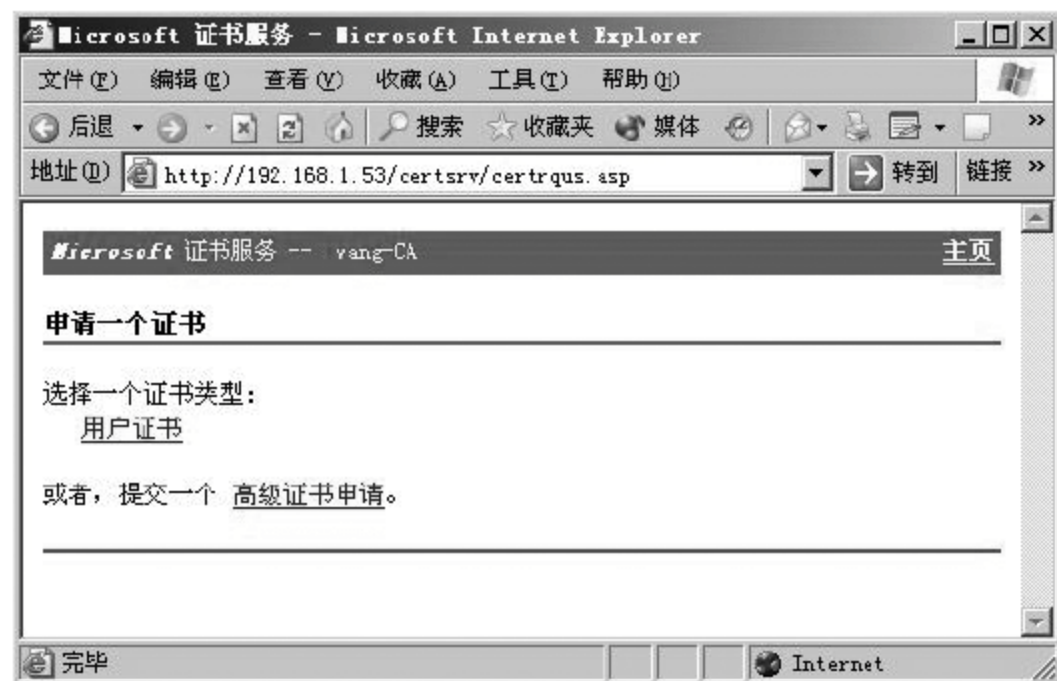 Microsoft 证书服务 - Microsoft Internet Explorer
文件(F) 编辑(E) 查看(V) 收藏(A) 工具(T) 帮助(H)
后退 搜索 收藏夹 媒体 »
地址(D) http://192.168.1.53/certsrv/certrqus.asp 转到 链接 »
Microsoft 证书服务 -- vang-CA 主页
申请一个证书
选择一个证书类型：
用户证书
或者，提交一个 高级证书申请。
完毕 Internet